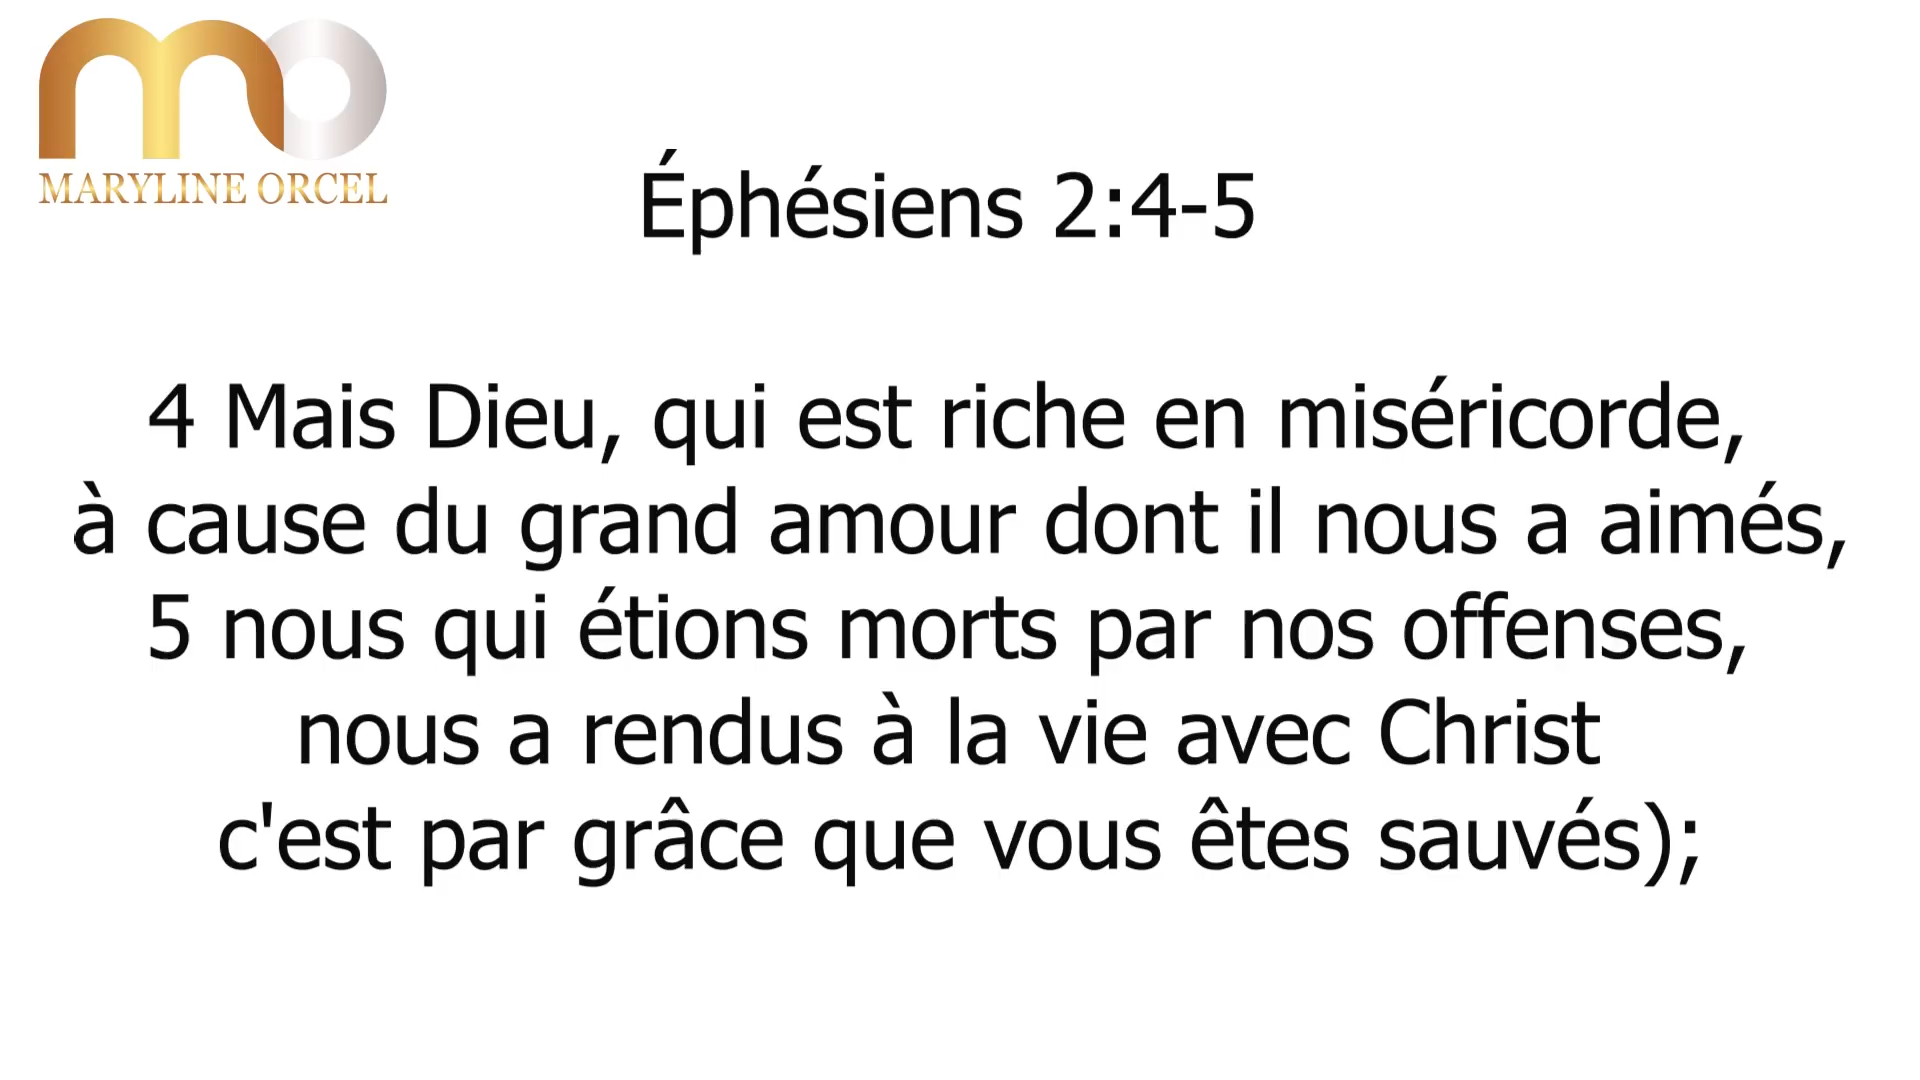 MARYLINE ORCEL
Éphésiens 2:4-5
4 Mais Dieu, qui est riche en miséricorde,
à cause du grand amour dont il nous a aimés,
5 nous qui étions morts par nos offenses,
nous a rendus à la vie avec Christ
c'est par grâce que vous êtes sauvés);